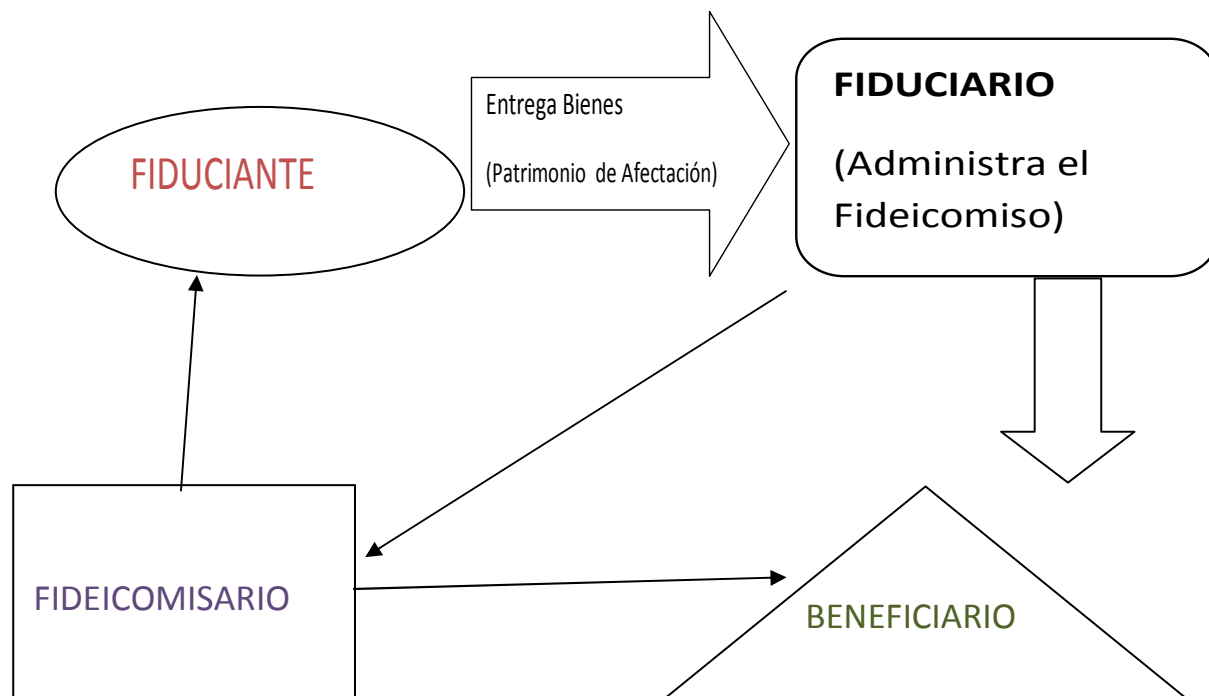 FIDUCIANTE
Entrega Bienes
(Patrimonio de Afectación)
FIDUCIARIO
(Administra el
Fideicomiso)
FIDEICOMISARIO
BENEFICIARIO